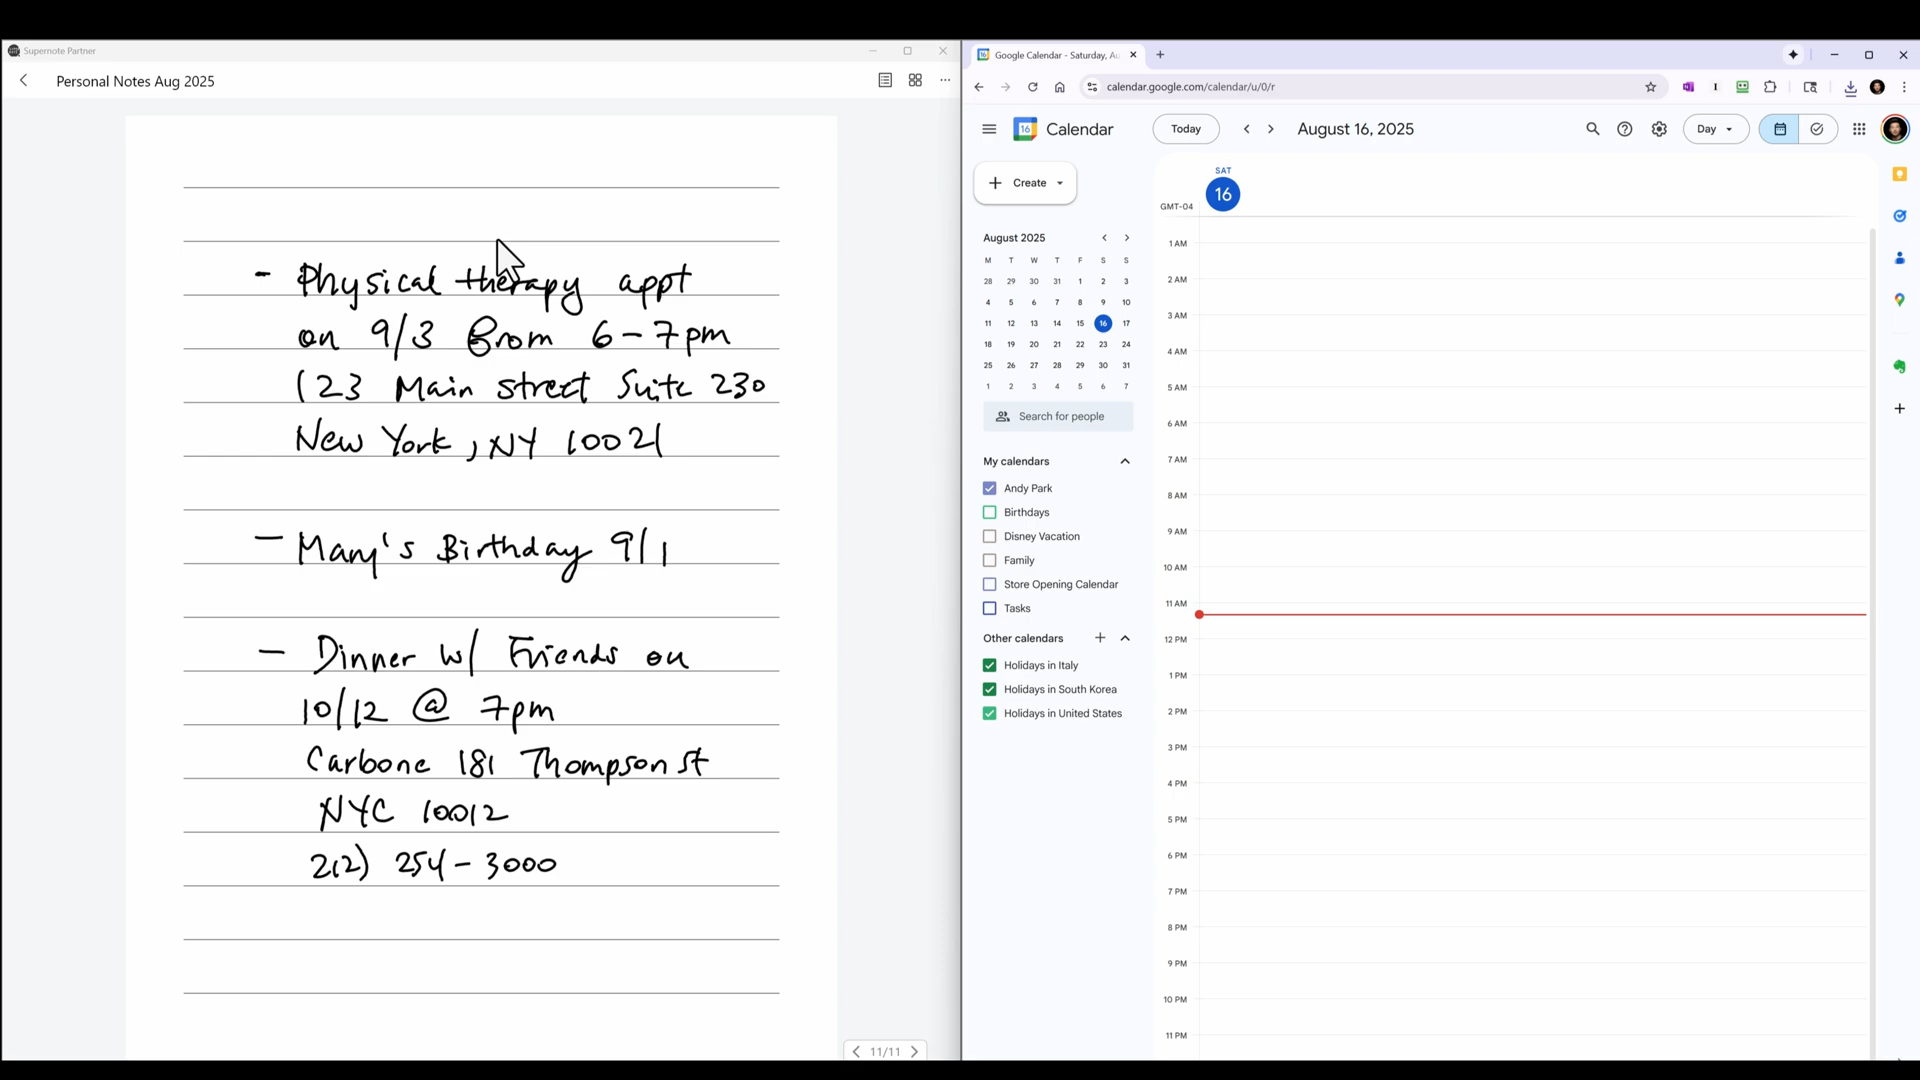 Supernote Partner
Personal Notes Aug 2025
- Physical therapy appt
on 9/3 from 6-7pm
123 Main street Suite 230
New York, NY 10021
- Mary's Birthday 9/1
- Dinner w/ Friends on
10/12 @ 7pm
Carbone 181 Thompson st
NYC 10012
212) 254-3000
11/11
Google Calendar - Saturday, Au
calendar.google.com/calendar/u/0/r
16 Calendar
Today
August 16, 2025
Day
Create
August 2025
M T W T F S S
28 29 30 31 1 2 3
4 5 6 7 8 9 10
11 12 13 14 15 16 17
18 19 20 21 22 23 24
25 26 27 28 29 30 31
1 2 3 4 5 6 7
Search for people
My calendars
Andy Park
Birthdays
Disney Vacation
Family
Store Opening Calendar
Tasks
Other calendars
Holidays in Italy
Holidays in South Korea
Holidays in United States
SAT
16
GMT-04
1 AM
2 AM
3 AM
4 AM
5 AM
6 AM
7 AM
8 AM
9 AM
10 AM
11 AM
12 PM
1 PM
2 PM
3 PM
4 PM
5 PM
6 PM
7 PM
8 PM
9 PM
10 PM
11 PM